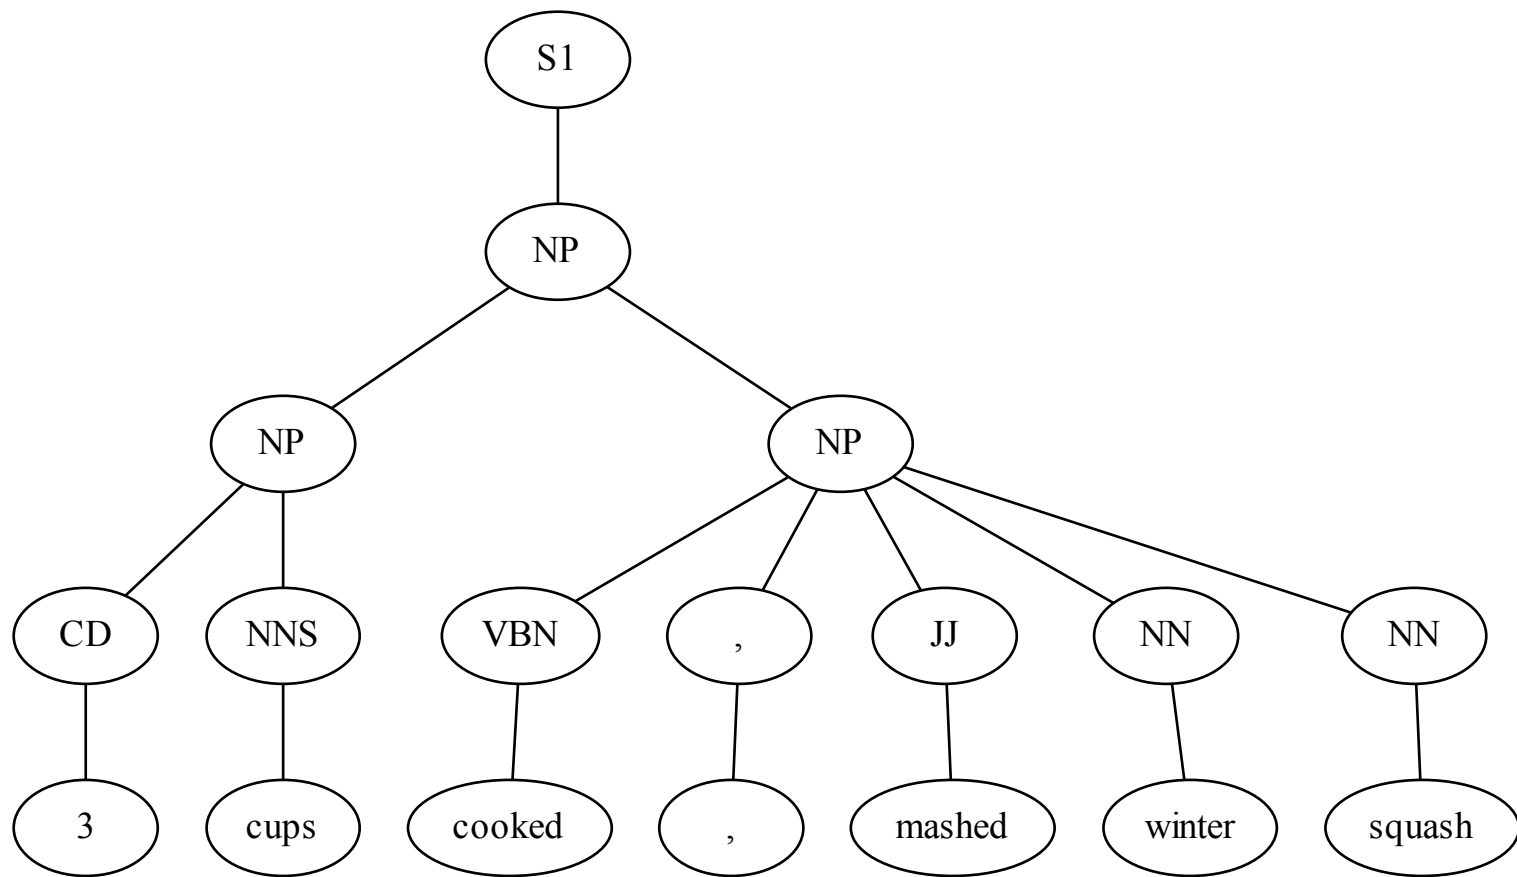 S1
NP
NP NP
CD NNS VBN , JJ NN NN
3 cups cooked , mashed winter squash